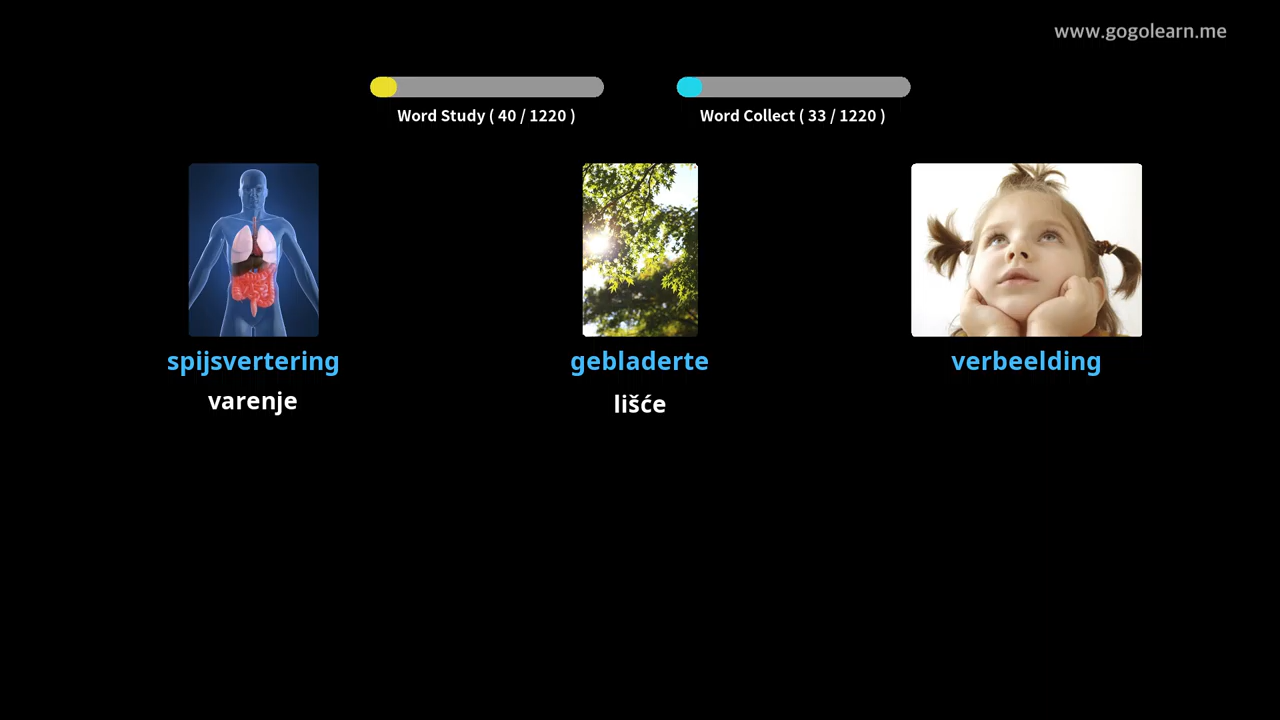 www.gogolearn.me
Word Study ( 40 / 1220 )
Word Collect ( 33 / 1220 )
spijsvertering
varenje
gebladerte
lišće
verbeelding